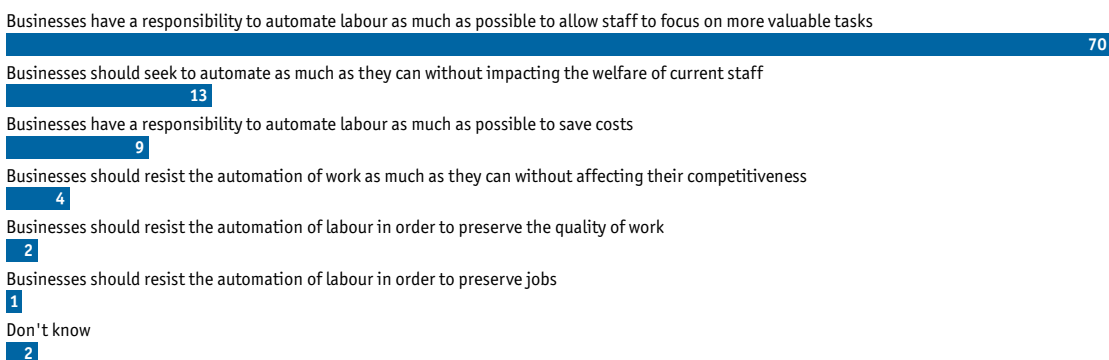 Businesses have a responsibility to automate labour as much as possible to allow staff to focus on more valuable tasks
70
Businesses should seek to automate as much as they can without impacting the welfare of current staff
13
Businesses have a responsibility to automate labour as much as possible to save costs
9
Businesses should resist the automation of work as much as they can without affecting their competitiveness
4
Businesses should resist the automation of labour in order to preserve the quality of work
2
Businesses should resist the automation of labour in order to preserve jobs
1
Don't know
2